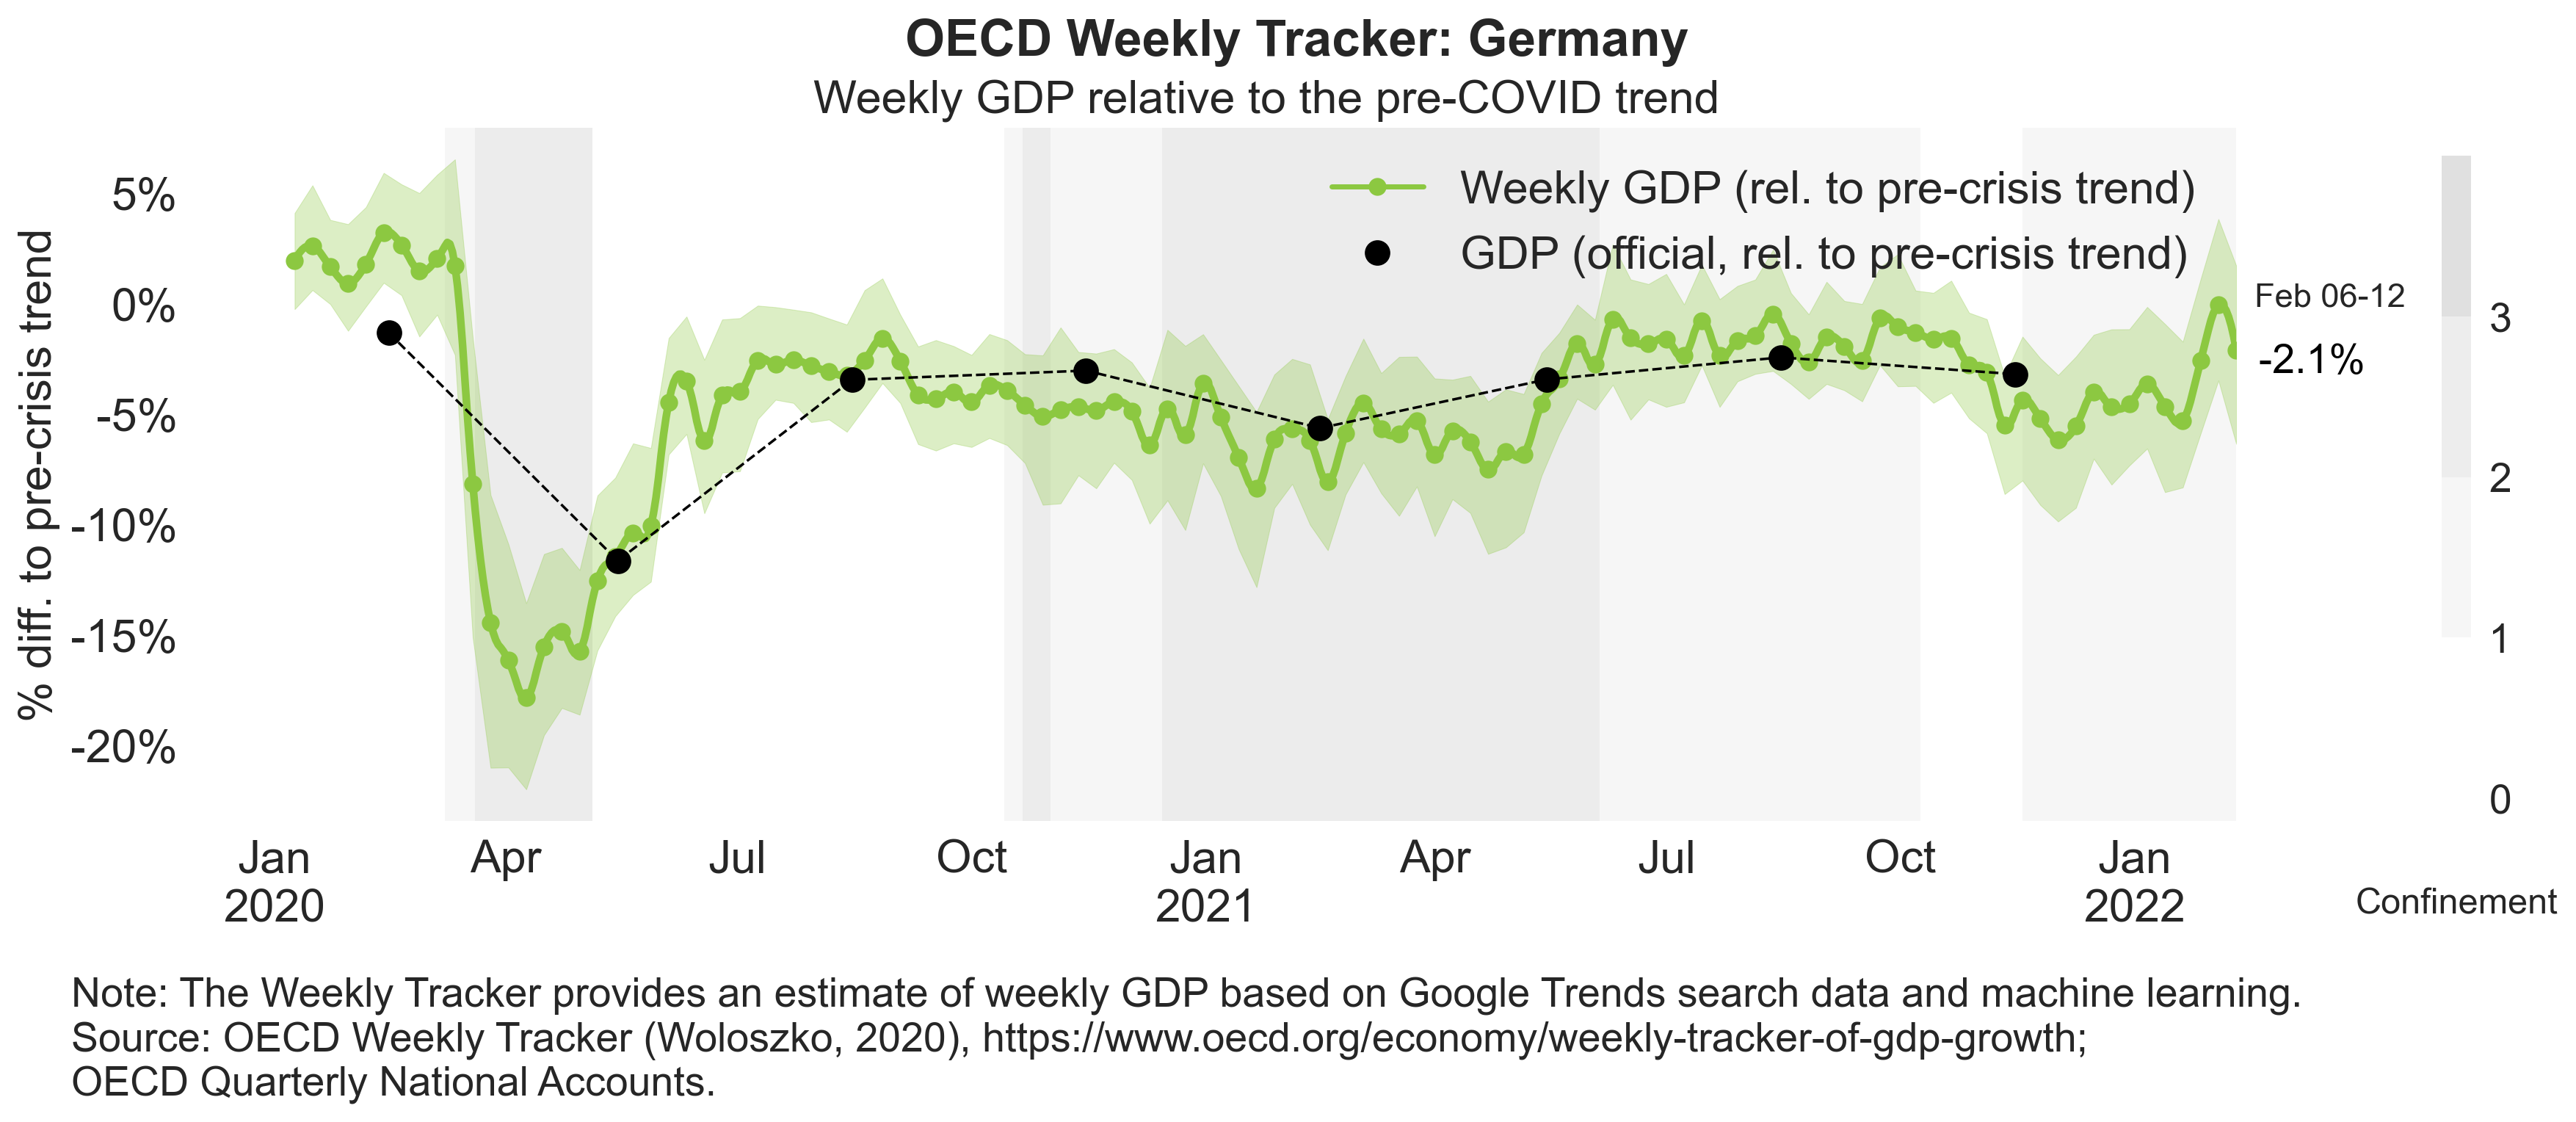 OECD Weekly Tracker: Germany
Weekly GDP relative to the pre-COVID trend
% diff. to pre-crisis trend
5%
0%
-5%
-10%
-15%
-20%
Weekly GDP (rel. to pre-crisis trend)
GDP (official, rel. to pre-crisis trend)
Feb 06-12
-2.1%
3
2
1
0
Confinement
Jan Apr Jul Oct Jan Apr Jul Oct Jan
2020 2021 2022
Note: The Weekly Tracker provides an estimate of weekly GDP based on Google Trends search data and machine learning.
Source: OECD Weekly Tracker (Woloszko, 2020), https://www.oecd.org/economy/weekly-tracker-of-gdp-growth;
OECD Quarterly National Accounts.